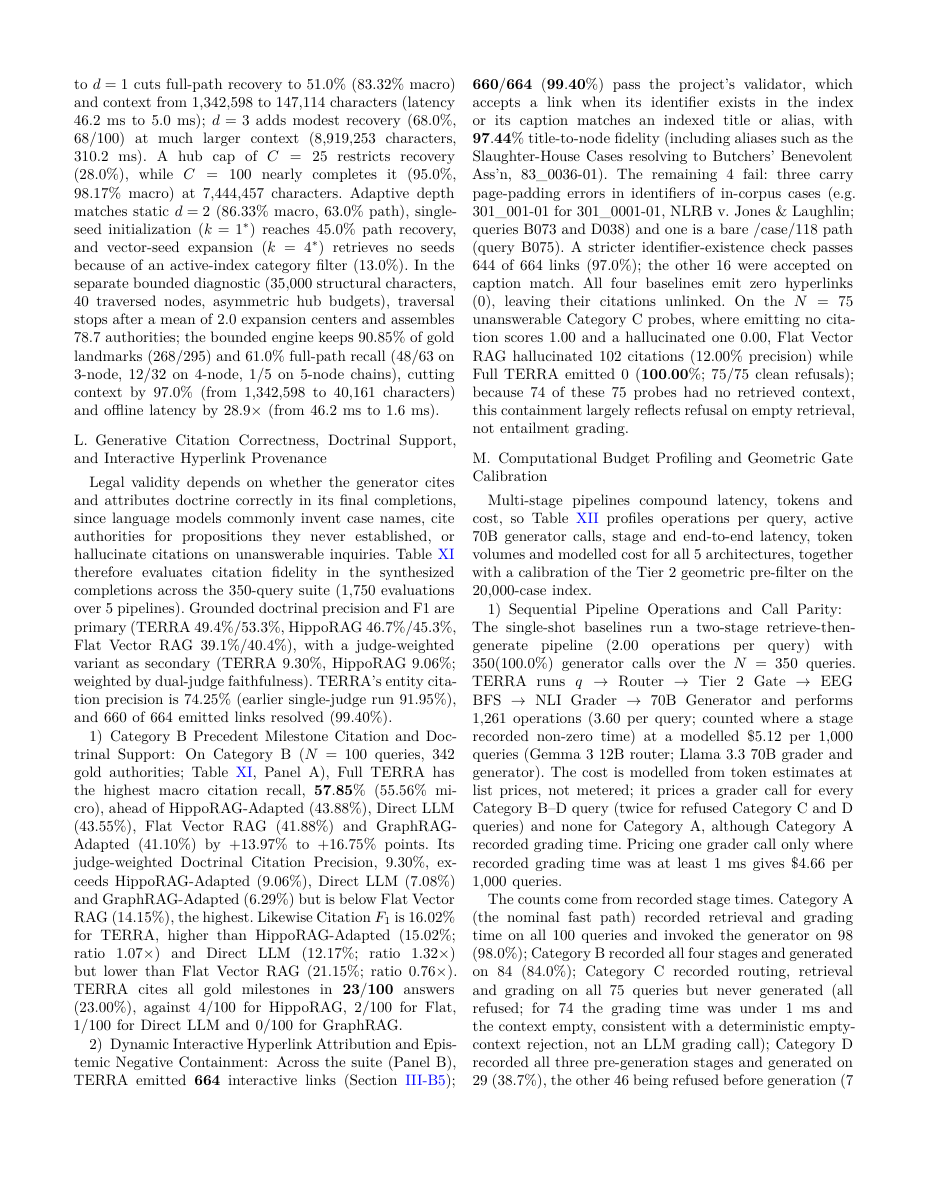 to d = 1 cuts full-path recovery to 51.0% (83.32% macro)
and context from 1,342,598 to 147,114 characters (latency
46.2 ms to 5.0 ms); d = 3 adds modest recovery (68.0%,
68/100) at much larger context (8,919,253 characters,
310.2 ms). A hub cap of C = 25 restricts recovery
(28.0%), while C = 100 nearly completes it (95.0%,
98.17% macro) at 7,444,457 characters. Adaptive depth
matches static d = 2 (86.33% macro, 63.0% path), single-
seed initialization (k = 1*) reaches 45.0% path recovery,
and vector-seed expansion (k = 4*) retrieves no seeds
because of an active-index category filter (13.0%). In the
separate bounded diagnostic (35,000 structural characters,
40 traversed nodes, asymmetric hub budgets), traversal
stops after a mean of 2.0 expansion centers and assembles
78.7 authorities; the bounded engine keeps 90.85% of gold
landmarks (268/295) and 61.0% full-path recall (48/63 on
3-node, 12/32 on 4-node, 1/5 on 5-node chains), cutting
context by 97.0% (from 1,342,598 to 40,161 characters)
and offline latency by 28.9× (from 46.2 ms to 1.6 ms).
L. Generative Citation Correctness, Doctrinal Support,
and Interactive Hyperlink Provenance
Legal validity depends on whether the generator cites
and attributes doctrine correctly in its final completions,
since language models commonly invent case names, cite
authorities for propositions they never established, or
hallucinate citations on unanswerable inquiries. Table XI
therefore evaluates citation fidelity in the synthesized
completions across the 350-query suite (1,750 evaluations
over 5 pipelines). Grounded doctrinal precision and F1 are
primary (TERRA 49.4%/53.3%, HippoRAG 46.7%/45.3%,
Flat Vector RAG 39.1%/40.4%), with a judge-weighted
variant as secondary (TERRA 9.30%, HippoRAG 9.06%;
weighted by dual-judge faithfulness). TERRA's entity cita-
tion precision is 74.25% (earlier single-judge run 91.95%),
and 660 of 664 emitted links resolved (99.40%).
1) Category B Precedent Milestone Citation and Doc-
trinal Support: On Category B (N = 100 queries, 342
gold authorities; Table XI, Panel A), Full TERRA has
the highest macro citation recall, 57.85% (55.56% mi-
cro), ahead of HippoRAG-Adapted (43.88%), Direct LLM
(43.55%), Flat Vector RAG (41.88%) and GraphRAG-
Adapted (41.10%) by +13.97% to +16.75% points. Its
judge-weighted Doctrinal Citation Precision, 9.30%, ex-
ceeds HippoRAG-Adapted (9.06%), Direct LLM (7.08%)
and GraphRAG-Adapted (6.29%) but is below Flat Vector
RAG (14.15%), the highest. Likewise Citation F1 is 16.02%
for TERRA, higher than HippoRAG-Adapted (15.02%;
ratio 1.07×) and Direct LLM (12.17%; ratio 1.32×)
but lower than Flat Vector RAG (21.15%; ratio 0.76×).
TERRA cites all gold milestones in 23/100 answers
(23.00%), against 4/100 for HippoRAG, 2/100 for Flat,
1/100 for Direct LLM and 0/100 for GraphRAG.
2) Dynamic Interactive Hyperlink Attribution and Epis-
temic Negative Containment: Across the suite (Panel B),
TERRA emitted 664 interactive links (Section III-B5);
660/664 (99.40%) pass the project's validator, which
accepts a link when its identifier exists in the index
or its caption matches an indexed title or alias, with
97.44% title-to-node fidelity (including aliases such as the
Slaughter-House Cases resolving to Butchers' Benevolent
Ass'n, 83_0036-01). The remaining 4 fail: three carry
page-padding errors in identifiers of in-corpus cases (e.g.
301_001-01 for 301_0001-01, NLRB v. Jones & Laughlin;
queries B073 and D038) and one is a bare /case/118 path
(query B075). A stricter identifier-existence check passes
644 of 664 links (97.0%); the other 16 were accepted on
caption match. All four baselines emit zero hyperlinks
(0), leaving their citations unlinked. On the N = 75
unanswerable Category C probes, where emitting no cita-
tion scores 1.00 and a hallucinated one 0.00, Flat Vector
RAG hallucinated 102 citations (12.00% precision) while
Full TERRA emitted 0 (100.00%; 75/75 clean refusals);
because 74 of these 75 probes had no retrieved context,
this containment largely reflects refusal on empty retrieval,
not entailment grading.
M. Computational Budget Profiling and Geometric Gate
Calibration
Multi-stage pipelines compound latency, tokens and
cost, so Table XII profiles operations per query, active
70B generator calls, stage and end-to-end latency, token
volumes and modelled cost for all 5 architectures, together
with a calibration of the Tier 2 geometric pre-filter on the
20,000-case index.
1) Sequential Pipeline Operations and Call Parity:
The single-shot baselines run a two-stage retrieve-then-
generate pipeline (2.00 operations per query) with
350(100.0%) generator calls over the N = 350 queries.
TERRA runs q → Router → Tier 2 Gate → EEG
BFS → NLI Grader → 70B Generator and performs
1,261 operations (3.60 per query; counted where a stage
recorded non-zero time) at a modelled $5.12 per 1,000
queries (Gemma 3 12B router; Llama 3.3 70B grader and
generator). The cost is modelled from token estimates at
list prices, not metered; it prices a grader call for every
Category B–D query (twice for refused Category C and D
queries) and none for Category A, although Category A
recorded grading time. Pricing one grader call only where
recorded grading time was at least 1 ms gives $4.66 per
1,000 queries.
The counts come from recorded stage times. Category A
(the nominal fast path) recorded retrieval and grading
time on all 100 queries and invoked the generator on 98
(98.0%); Category B recorded all four stages and generated
on 84 (84.0%); Category C recorded routing, retrieval
and grading on all 75 queries but never generated (all
refused; for 74 the grading time was under 1 ms and
the context empty, consistent with a deterministic empty-
context rejection, not an LLM grading call); Category D
recorded all three pre-generation stages and generated on
29 (38.7%), the other 46 being refused before generation (7